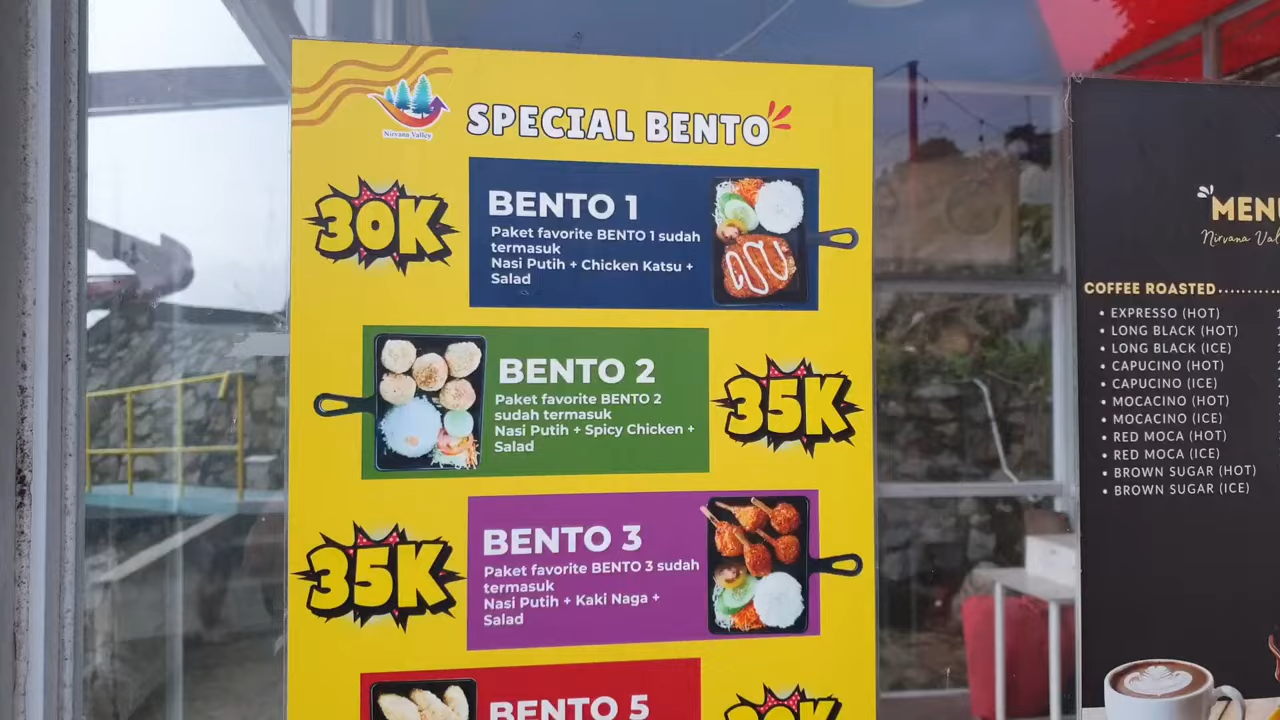 Nirvana Valley
SPECIAL BENTO
30K
BENTO 1
Paket favorite BENTO 1 sudah
termasuk
Nasi Putih + Chicken Katsu +
Salad
BENTO 2
Paket favorite BENTO 2
sudah termasuk
Nasi Putih + Spicy Chicken +
Salad
35K
35K
BENTO 3
Paket favorite BENTO 3 sudah
termasuk
Nasi Putih + Kaki Naga +
Salad
BENTO 5
MEN
Nirvana Val
COFFEE ROASTED..........
• EXPRESSO (HOT)
• LONG BLACK (HOT)
• LONG BLACK (ICE)
• CAPUCINO (HOT)
• CAPUCINO (ICE)
• MOCACINO (HOT)
• MOCACINO (ICE)
• RED MOCA (HOT)
• RED MOCA (ICE)
• BROWN SUGAR (HOT)
• BROWN SUGAR (ICE)